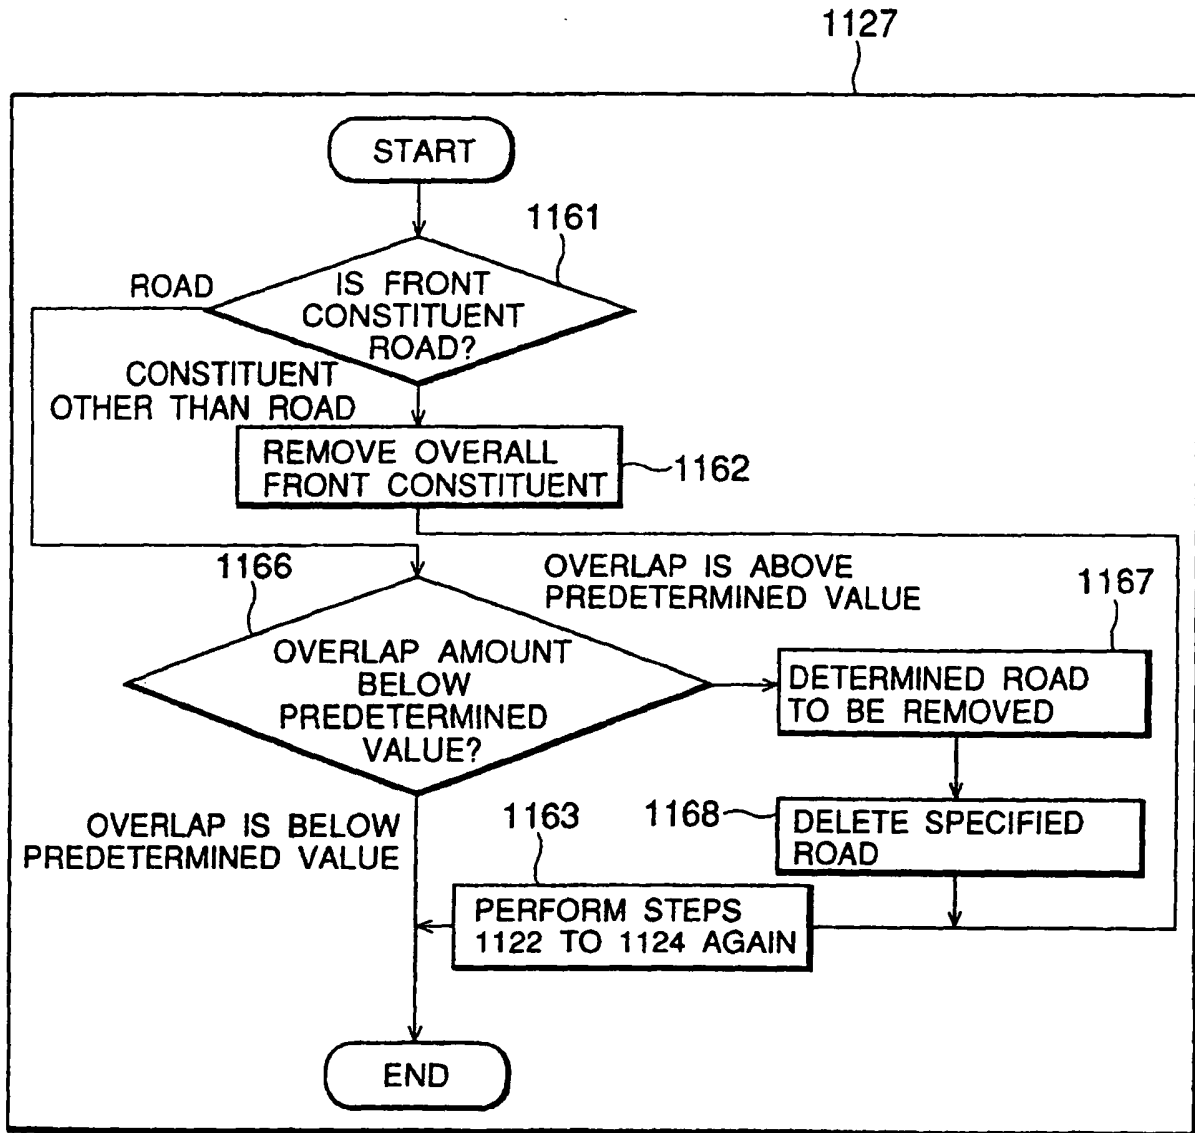 1127
START
1161
ROAD
IS FRONT
CONSTITUENT
ROAD?
CONSTITUENT
OTHER THAN ROAD
REMOVE OVERALL
FRONT CONSTITUENT
1162
1166
OVERLAP IS ABOVE
PREDETERMINED VALUE
1167
OVERLAP AMOUNT
BELOW
PREDETERMINED
VALUE?
DETERMINED ROAD
TO BE REMOVED
OVERLAP IS BELOW
PREDETERMINED VALUE
1163
1168
DELETE SPECIFIED
ROAD
PERFORM STEPS
1122 TO 1124 AGAIN
END